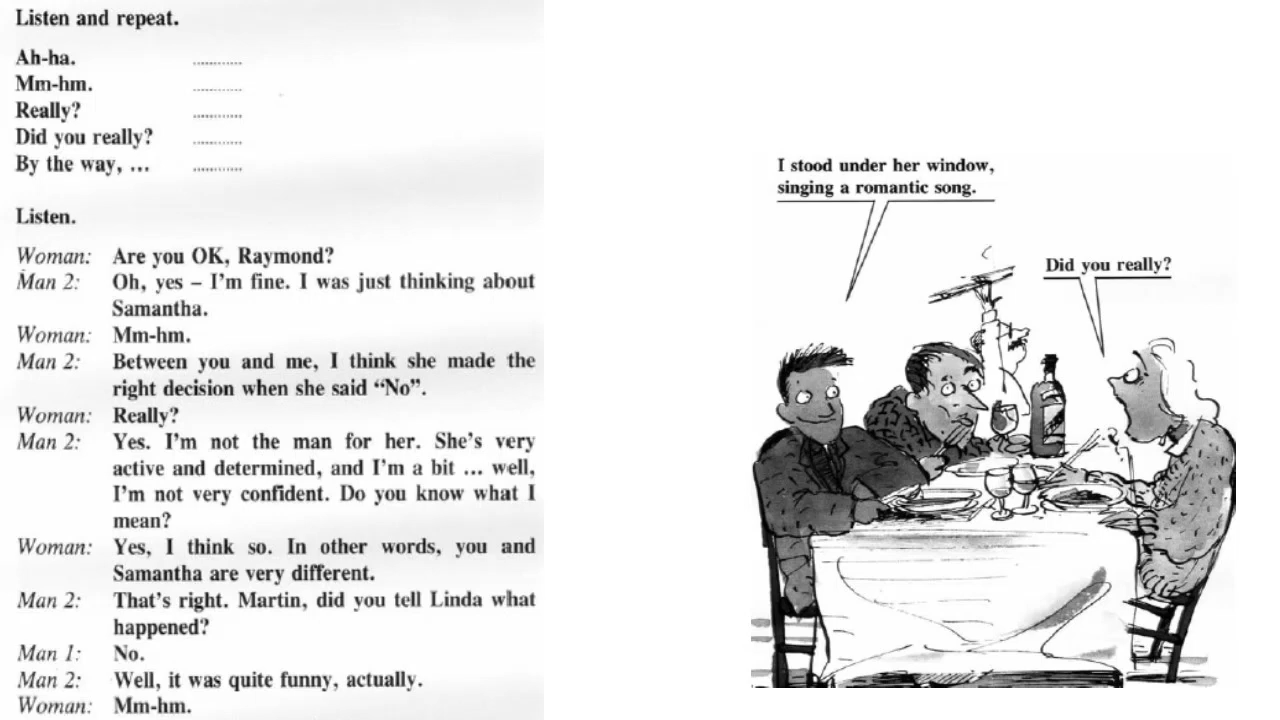 Listen and repeat.
Ah-ha. ............
Mm-hm. ............
Really? ............
Did you really? ............
By the way, ... ............
Listen.
Woman: Are you OK, Raymond?
Man 2: Oh, yes – I'm fine. I was just thinking about
Samantha.
Woman: Mm-hm.
Man 2: Between you and me, I think she made the
right decision when she said “No”.
Woman: Really?
Man 2: Yes. I'm not the man for her. She's very
active and determined, and I'm a bit ... well,
I'm not very confident. Do you know what I
mean?
Woman: Yes, I think so. In other words, you and
Samantha are very different.
Man 2: That's right. Martin, did you tell Linda what
happened?
Man 1: No.
Man 2: Well, it was quite funny, actually.
Woman: Mm-hm.
I stood under her window,
singing a romantic song.
Did you really?